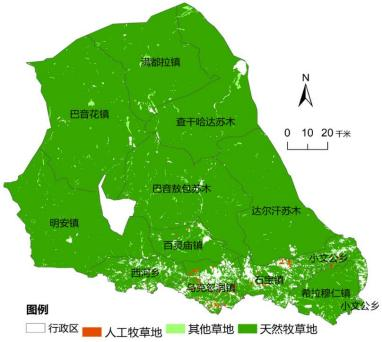 满都拉镇
N
巴音花镇
查干哈达苏木
0 10 20 千米
巴音敖包苏木
达尔汗苏木
明安镇
百灵庙镇
小文公乡
西河乡
石宝镇
乌克忽洞镇
希拉穆仁镇
小文公乡
图例
行政区 人工牧草地 其他草地 天然牧草地